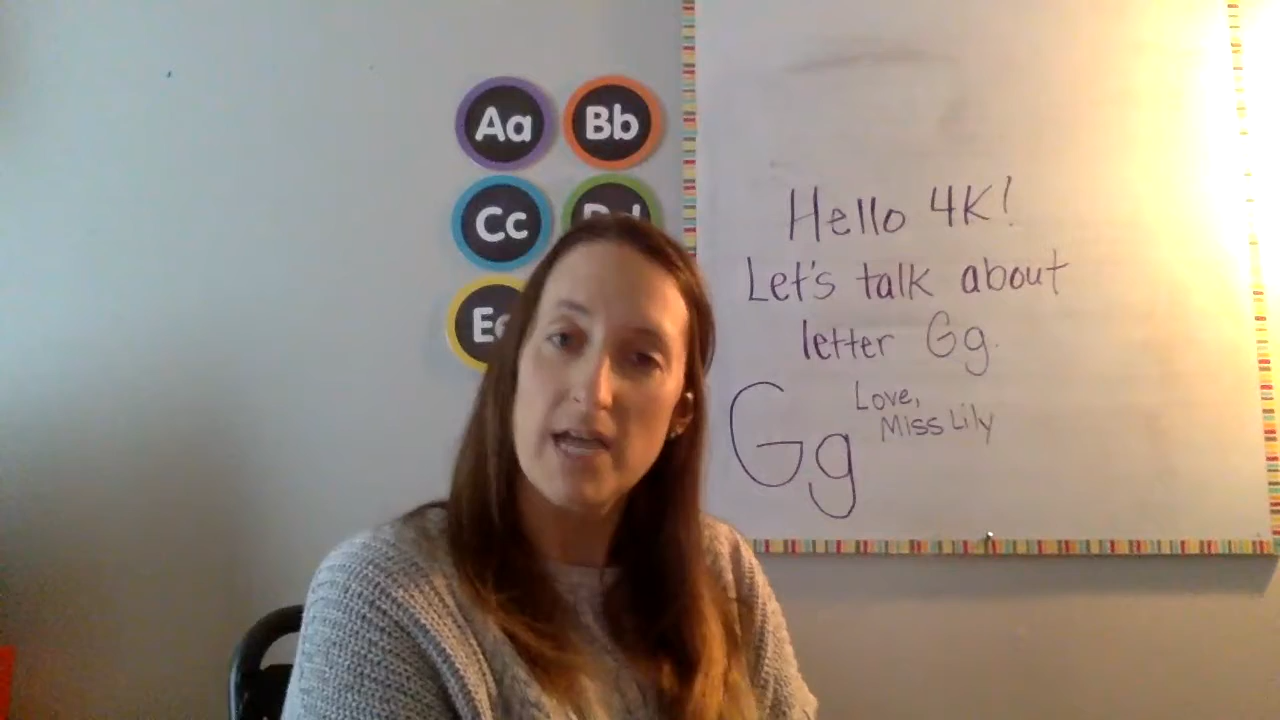 Aa Bb
Cc
Hello 4K!
Let's talk about
letter Gg.
Love,
Miss Lily
Gg